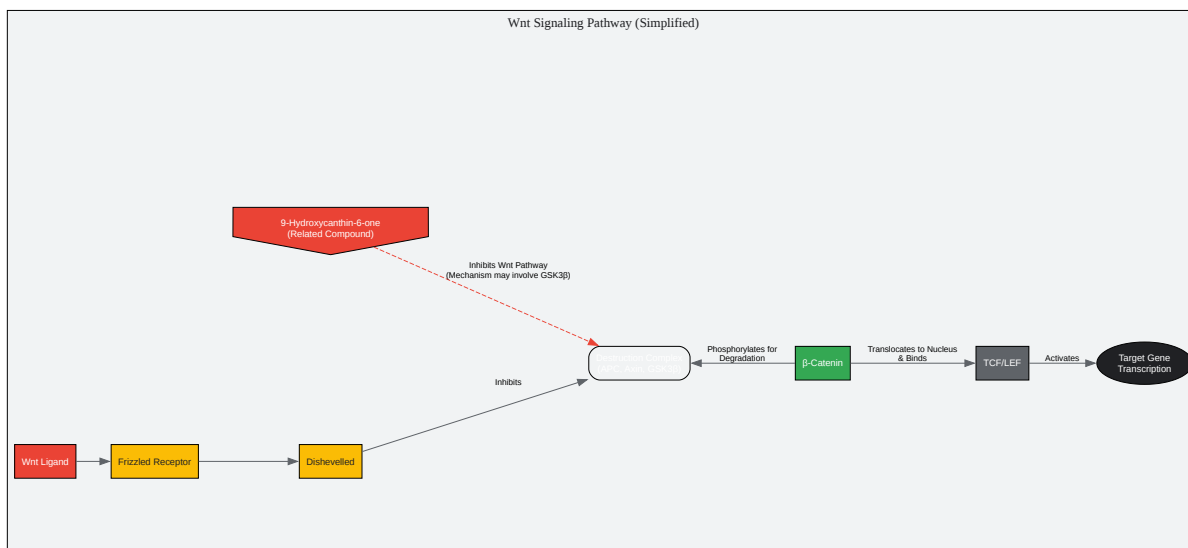 Wnt Signaling Pathway (Simplified)
9-Hydroxycanthin-6-one
(Related Compound)
Inhibits Wnt Pathway
(Mechanism may involve GSK3β)
Phosphorylates for
Degradation
β-Catenin
Translocates to Nucleus
& Binds
TCF/LEF
Activates
Target Gene
Transcription
Inhibits
Wnt Ligand
Frizzled Receptor
Dishevelled